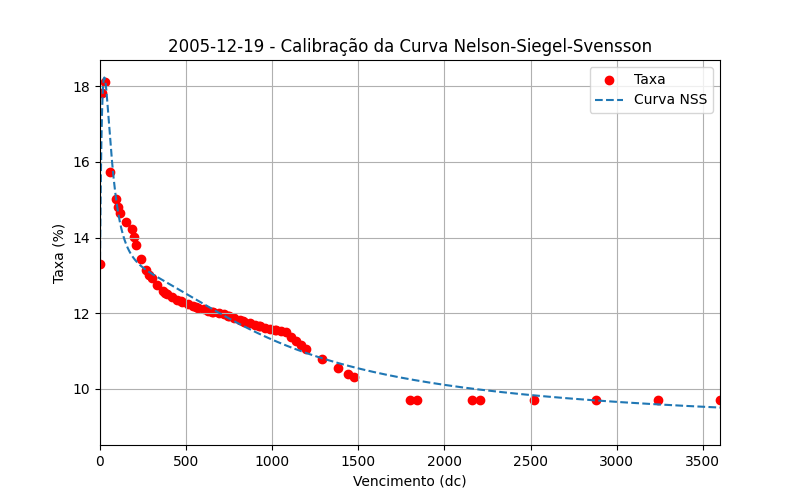 2005-12-19 - Calibração da Curva Nelson-Siegel-Svensson
Taxa
Curva NSS
Taxa (%)
18
16
14
12
10
0 500 1000 1500 2000 2500 3000 3500
Vencimento (dc)